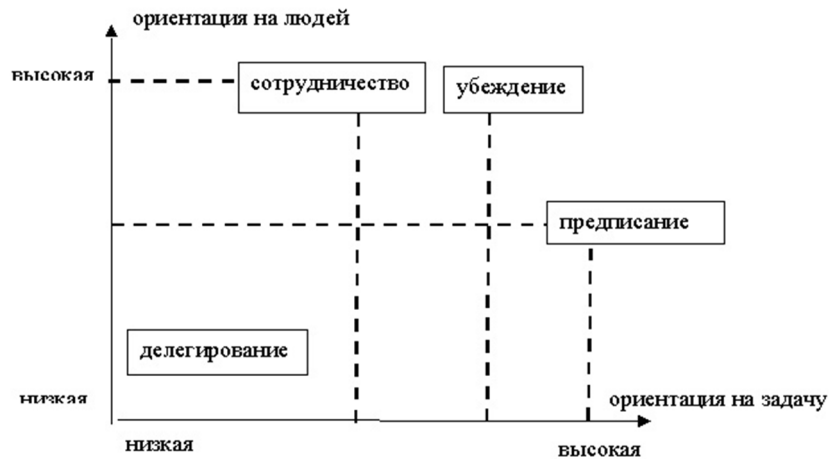 ориентация на людей
высокая
сотрудничество
убеждение
предписание
делегирование
низкая
ориентация на задачу
низкая
высокая